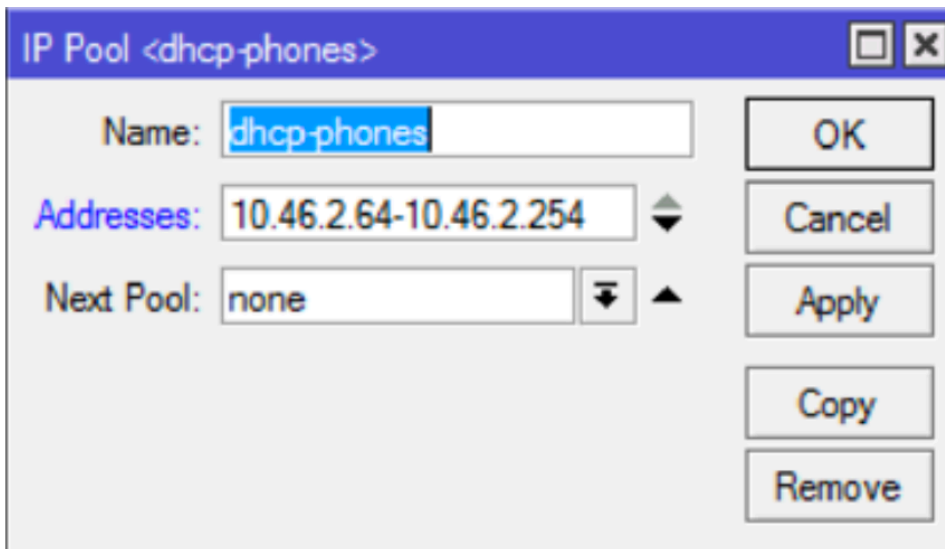 IP Pool <dhcp-phones>
Name: dhcp-phones
OK
Addresses: 10.46.2.64-10.46.2.254
Cancel
Next Pool: none
Apply
Copy
Remove